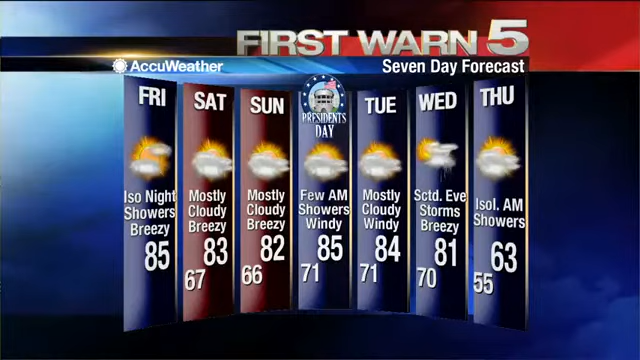 FIRST WARN 5
AccuWeather
Seven Day Forecast
FRI
Iso Night
Showers
Breezy
85
SAT
Mostly
Cloudy
Breezy
83
67
SUN
Mostly
Cloudy
Breezy
82
66
PRESIDENTS
DAY
Few AM
Showers
Windy
85
71
TUE
Mostly
Cloudy
Windy
84
71
WED
Sctd. Eve
Storms
Breezy
81
70
THU
Isol. AM
Showers
63
55